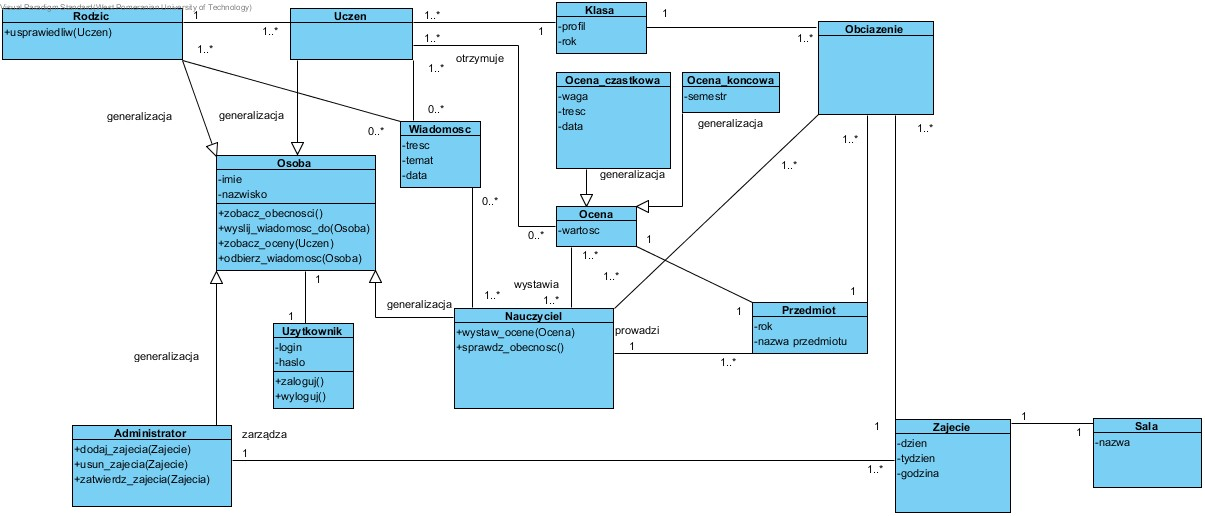 Visual Paradigm Standard(West Pomeranian University of Technology)
Rodzic
+usprawiedliw(Uczen)
1
1..*
1..*
Uczen
1..*
1
1..*
1..*
otrzymuje
Klasa
-profil
-rok
1
1..*
Obciazenie
generalizacja
generalizacja
0..*
0..*
Wiadomosc
-tresc
-temat
-data
0..*
Ocena_czastkowa
-waga
-tresc
-data
Ocena_koncowa
-semestr
generalizacja
generalizacja
1..*
1..*
1..*
Osoba
-imie
-nazwisko
+zobacz_obecnosci()
+wyslij_wiadomosc_do(Osoba)
+zobacz_oceny(Uczen)
+odbierz_wiadomosc(Osoba)
0..*
Ocena
-wartosc
1
1..*
1..*
wystawia
1..*
1..*
1
1
generalizacja
1
1
Uzytkownik
-login
-haslo
+zaloguj()
+wyloguj()
Nauczyciel
+wystaw_ocene(Ocena)
+sprawdz_obecnosc()
prowadzi
1
1..*
Przedmiot
-rok
-nazwa przedmiotu
generalizacja
Administrator
+dodaj_zajecia(Zajecie)
+usun_zajecia(Zajecie)
+zatwierdz_zajecia(Zajecia)
zarządza
1
1
1..*
Zajecie
-dzien
-tydzien
-godzina
1
1
Sala
-nazwa